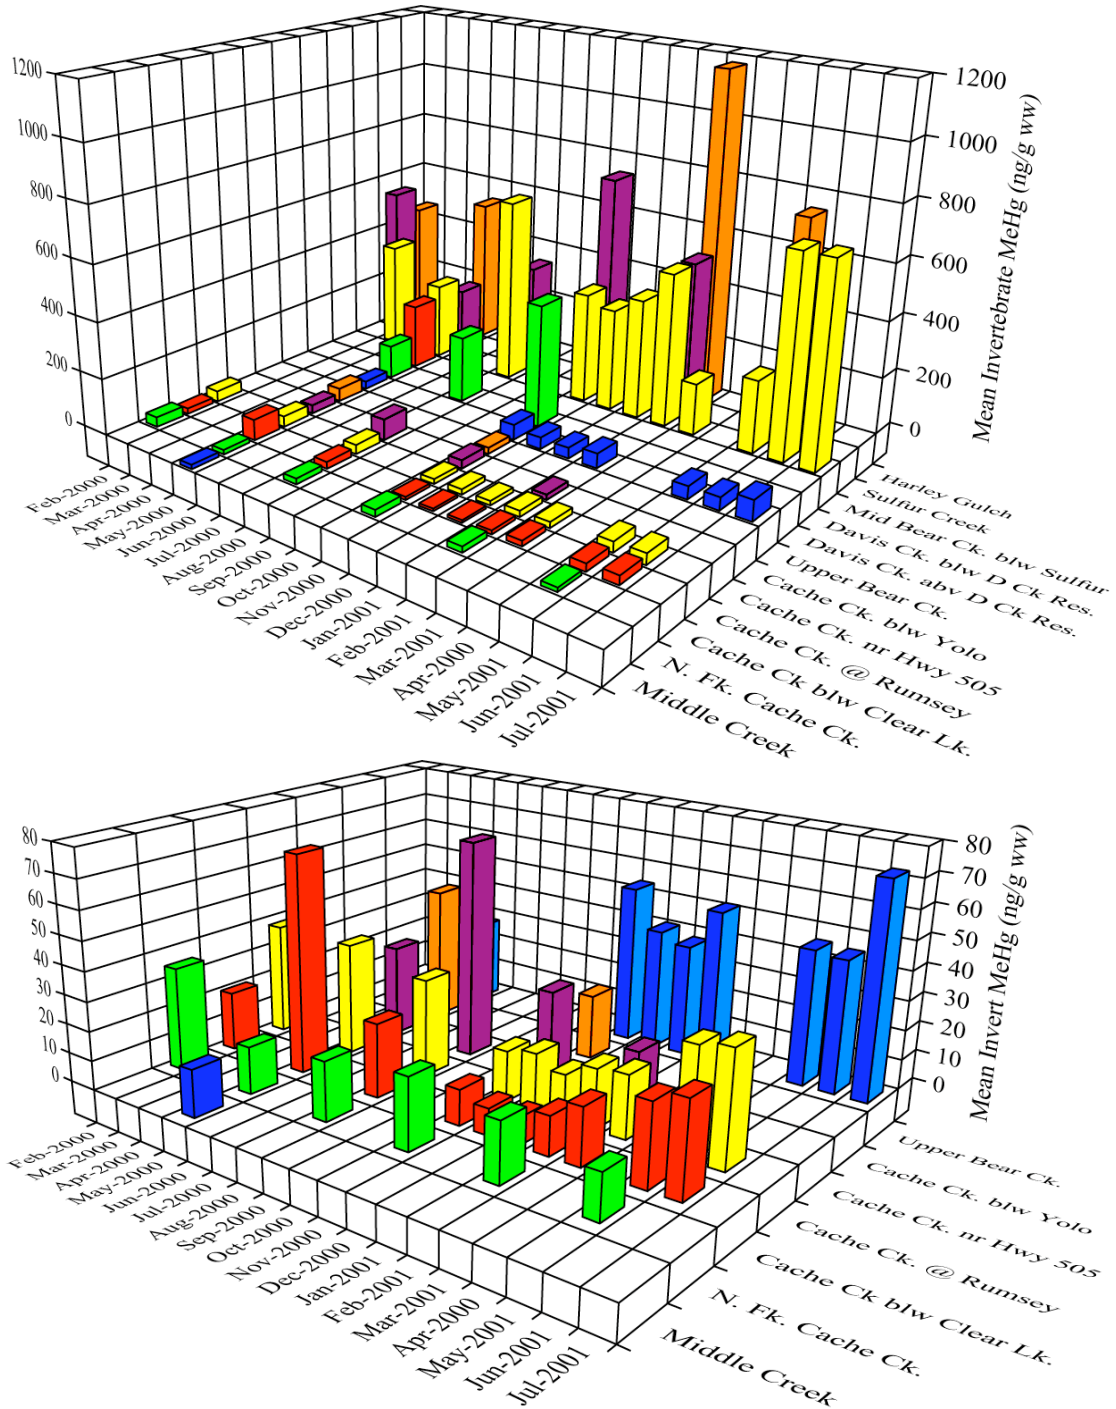 1200
1000
800
600
400
200
0
1200
1000
800
600
400
200
0
Mean Invertebrate MeHg (ng/g ww)
Feb-2000
Mar-2000
Apr-2000
May-2000
Jun-2000
Jul-2000
Aug-2000
Sep-2000
Oct-2000
Nov-2000
Dec-2000
Jan-2001
Feb-2001
Mar-2001
Apr-2000
May-2001
Jun-2001
Jul-2001
Harley Gulch
Sulfur Creek
Mid Bear Ck. blw Sulfur
Davis Ck. blw D Ck Res.
Davis Ck. abv D Ck Res.
Upper Bear Ck.
Cache Ck. blw Yolo
Cache Ck. nr Hwy 505
Cache Ck. @ Rumsey
Cache Ck blw Clear Lk.
N. Fk. Cache Ck.
Middle Creek
80
70
60
50
40
30
20
10
0
80
70
60
50
40
30
20
10
0
Mean Invert MeHg (ng/g ww)
Feb-2000
Mar-2000
Apr-2000
May-2000
Jun-2000
Jul-2000
Aug-2000
Sep-2000
Oct-2000
Nov-2000
Dec-2000
Jan-2001
Feb-2001
Mar-2001
Apr-2000
May-2001
Jun-2001
Jul-2001
Upper Bear Ck.
Cache Ck. blw Yolo
Cache Ck. nr Hwy 505
Cache Ck. @ Rumsey
Cache Ck blw Clear Lk.
N. Fk. Cache Ck.
Middle Creek